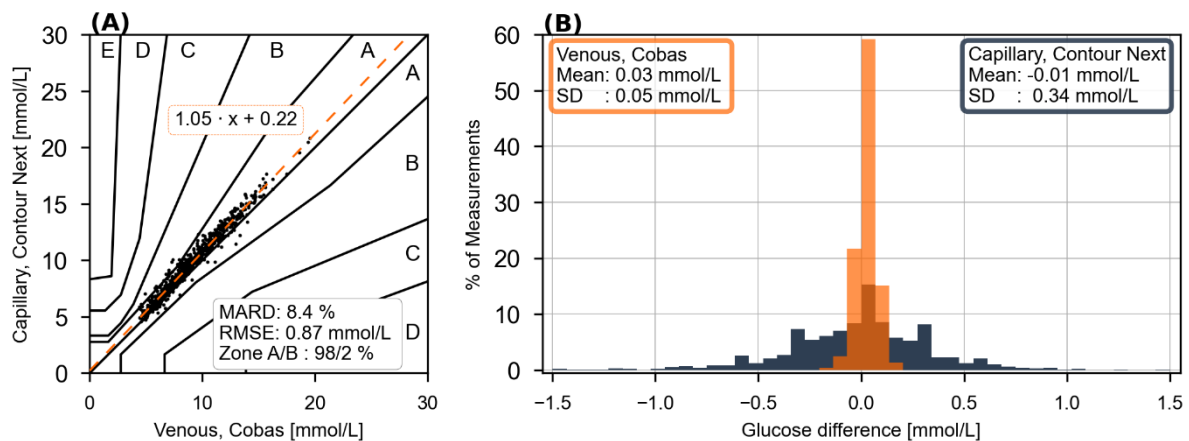 (A)
30
25
20
15
10
5
0
Capillary, Contour Next [mmol/L]
E
D
C
B
A
A
B
C
D
1.05 · x + 0.22
MARD: 8.4 %
RMSE: 0.87 mmol/L
Zone A/B : 98/2 %
0
10
20
30
Venous, Cobas [mmol/L]
(B)
60
50
40
30
20
10
0
% of Measurements
Venous, Cobas
Mean: 0.03 mmol/L
SD : 0.05 mmol/L
Capillary, Contour Next
Mean: -0.01 mmol/L
SD : 0.34 mmol/L
−1.5
−1.0
−0.5
0.0
0.5
1.0
1.5
Glucose difference [mmol/L]